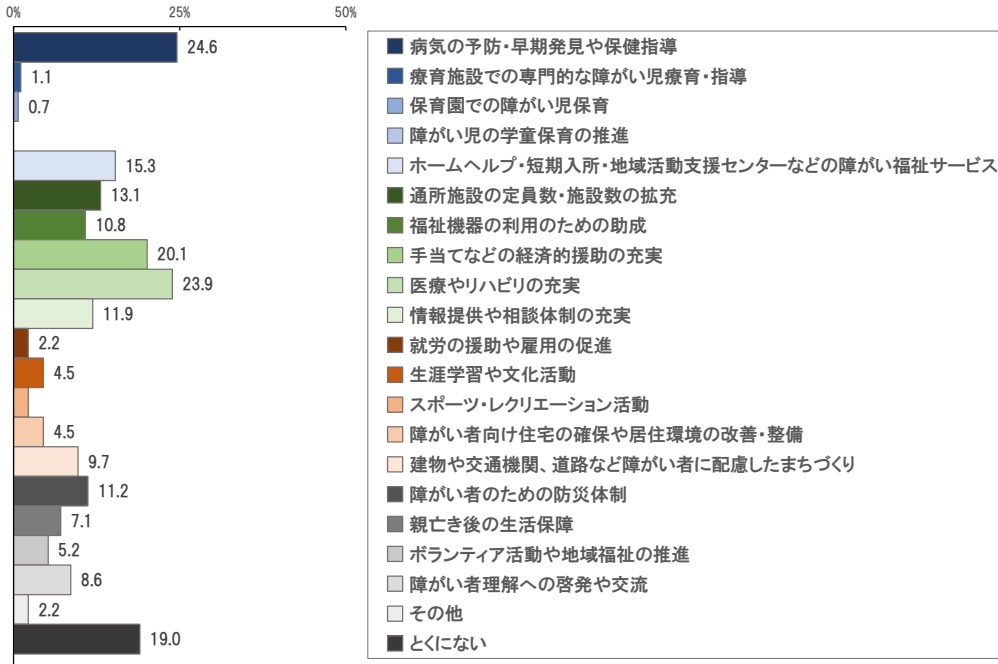 0% 25% 50%
24.6 病気の予防・早期発見や保健指導
1.1 療育施設での専門的な障がい児療育・指導
0.7 保育園での障がい児保育
障がい児の学童保育の推進
15.3 ホームヘルプ・短期入所・地域活動支援センターなどの障がい福祉サービス
13.1 通所施設の定員数・施設数の拡充
10.8 福祉機器の利用のための助成
20.1 手当てなどの経済的援助の充実
23.9 医療やリハビリの充実
11.9 情報提供や相談体制の充実
2.2 就労の援助や雇用の促進
4.5 生涯学習や文化活動
スポーツ・レクリエーション活動
4.5 障がい者向け住宅の確保や居住環境の改善・整備
9.7 建物や交通機関、道路など障がい者に配慮したまちづくり
11.2 障がい者のための防災体制
7.1 親亡き後の生活保障
5.2 ボランティア活動や地域福祉の推進
8.6 障がい者理解への啓発や交流
2.2 その他
19.0 とくにない